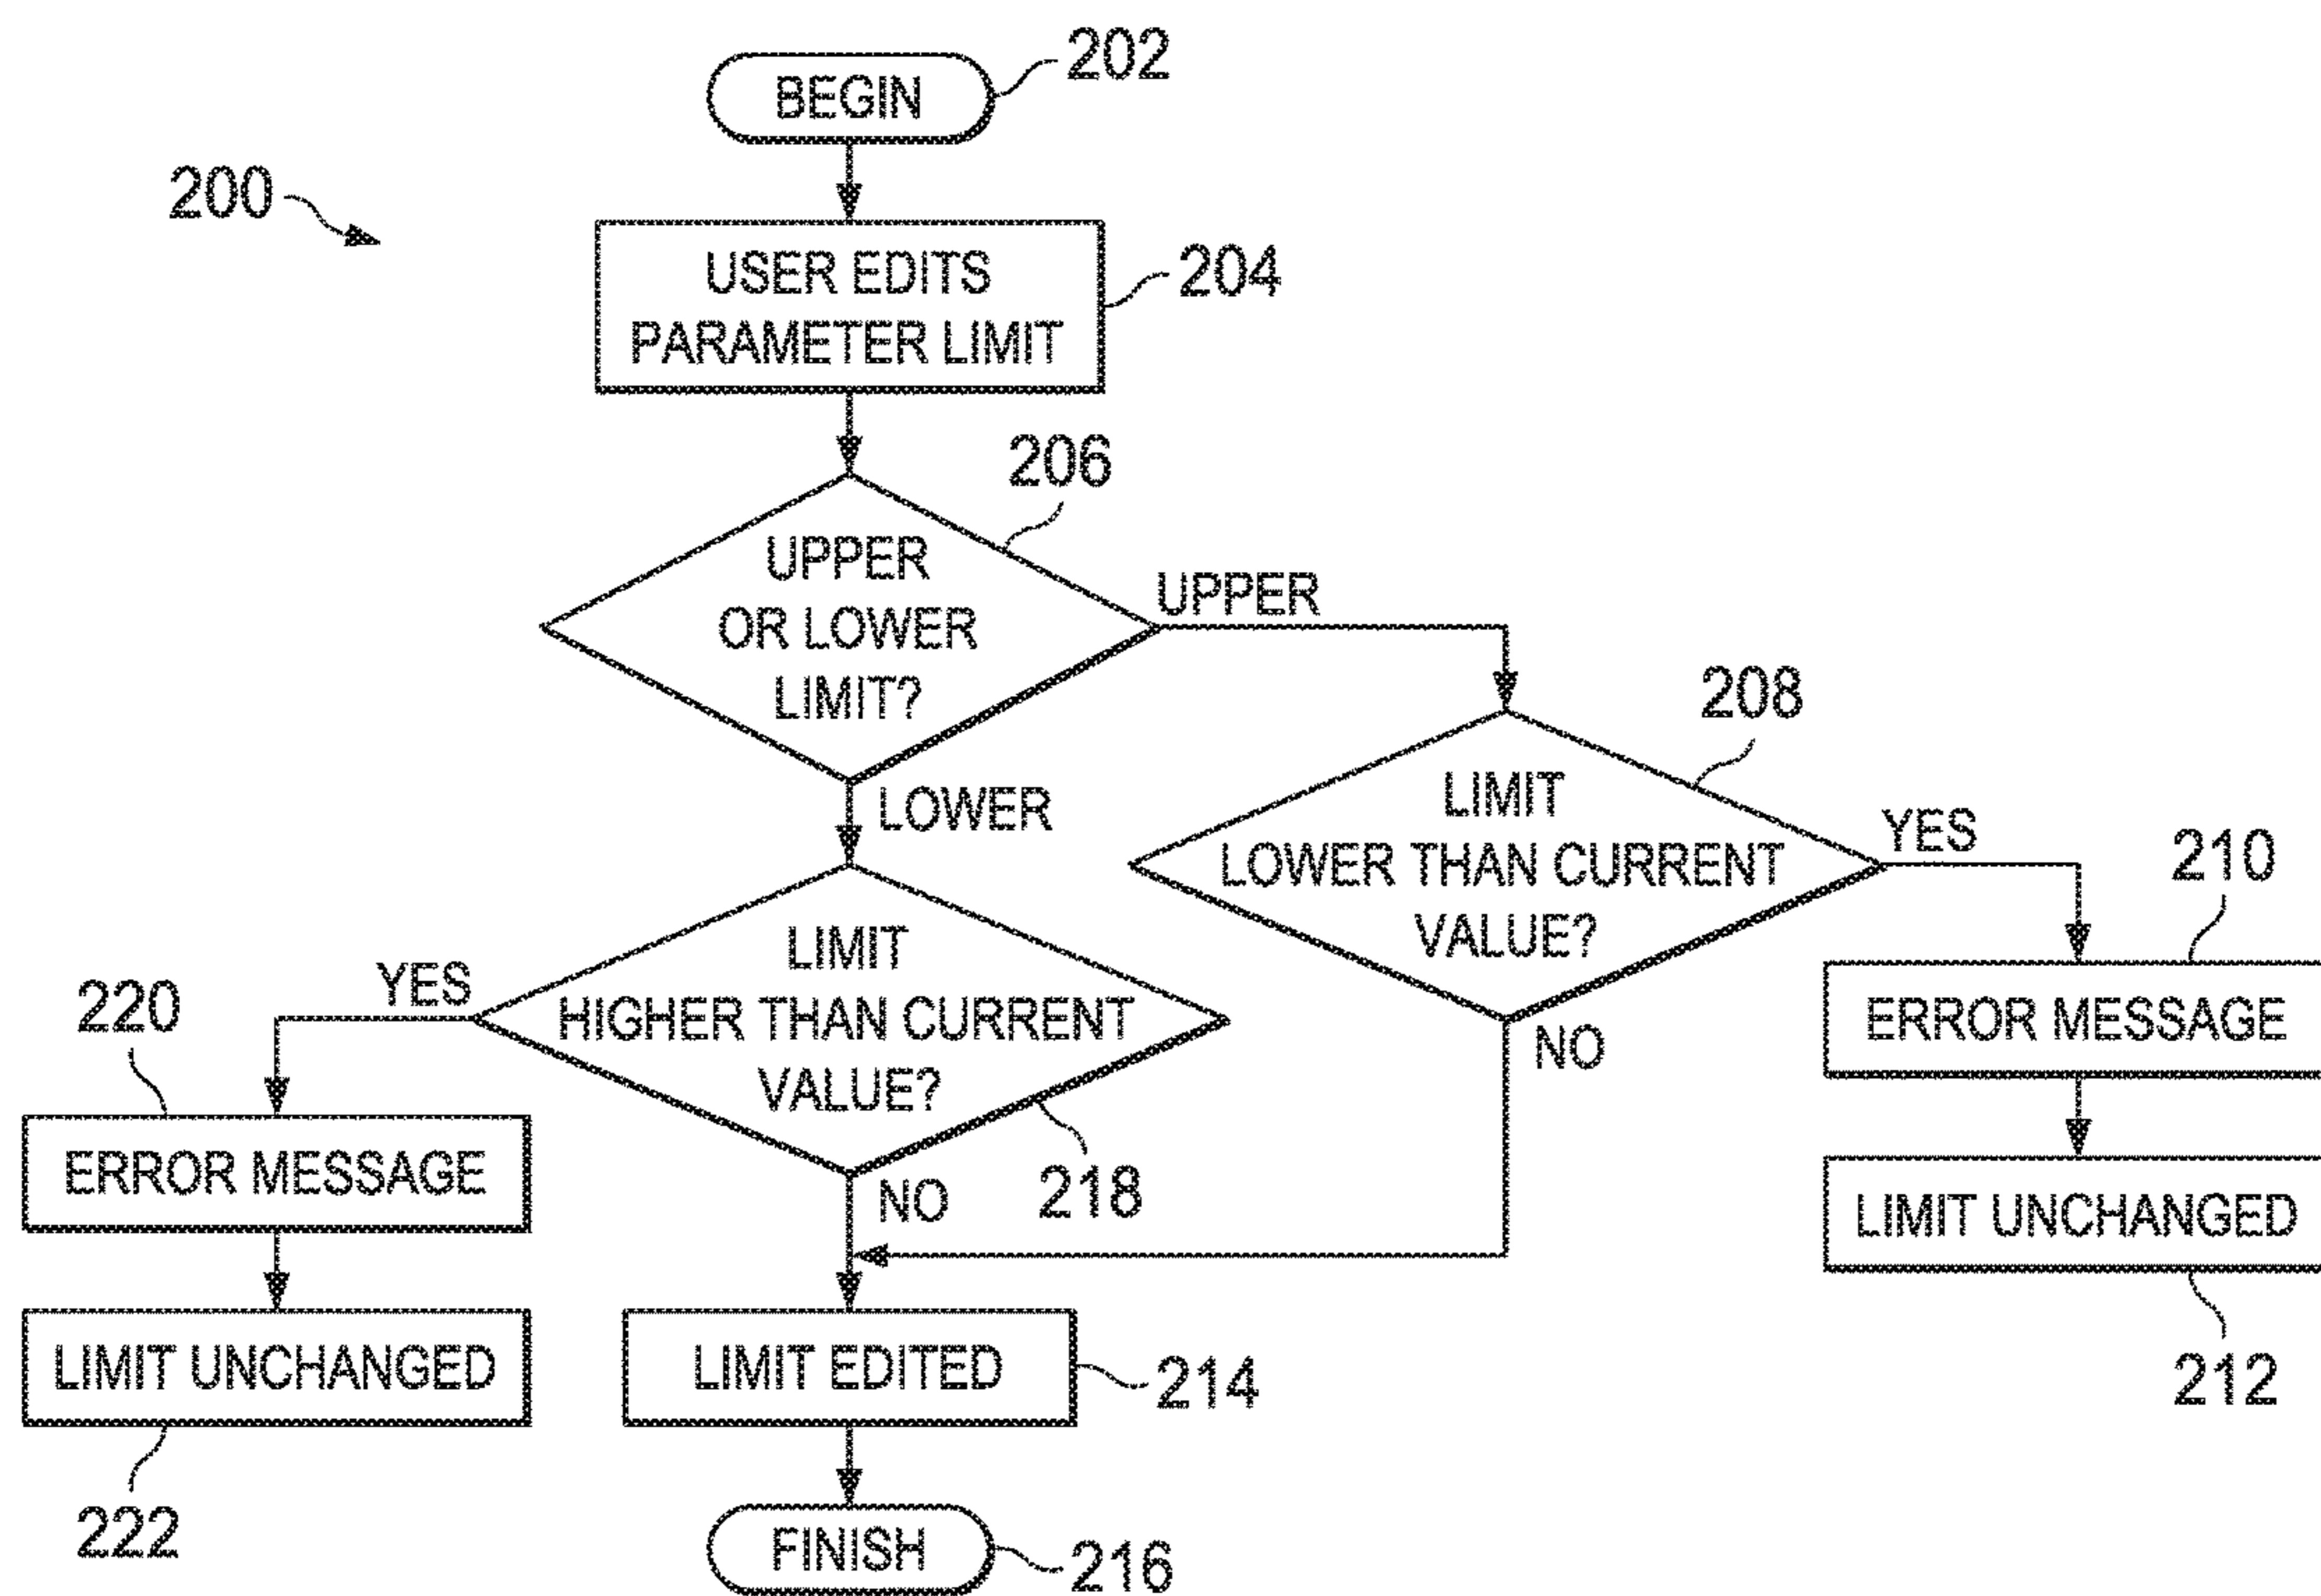 BEGIN
202
200
USER EDITS
PARAMETER LIMIT
204
206
UPPER
OR LOWER
LIMIT?
UPPER
LOWER
208
LIMIT
LOWER THAN CURRENT
VALUE?
YES
NO
210
ERROR MESSAGE
LIMIT UNCHANGED
212
LIMIT
HIGHER THAN CURRENT
VALUE?
218
YES
NO
220
ERROR MESSAGE
LIMIT UNCHANGED
222
LIMIT EDITED
214
FINISH
216